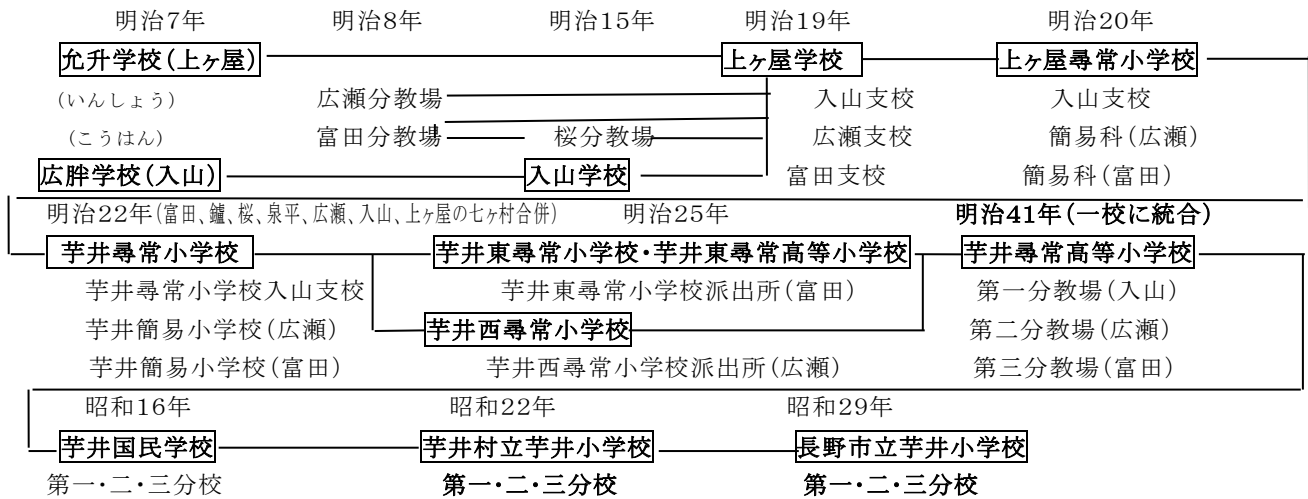 明治7年 明治8年 明治15年 明治19年 明治20年
允升学校(上ヶ屋) 上ヶ屋学校 上ヶ屋尋常小学校
(いんしょう) 広瀬分教場 入山支校 入山支校
(こうはん) 富田分教場 桜分教場 広瀬支校 簡易科(広瀬)
広胖学校(入山) 入山学校 富田支校 簡易科(富田)
明治22年(富田、鑪、桜、泉平、広瀬、入山、上ヶ屋の七ヶ村合併) 明治25年 明治41年(一校に統合)
芋井尋常小学校 芋井東尋常小学校・芋井東尋常高等小学校 芋井尋常高等小学校
芋井尋常小学校入山支校 芋井東尋常小学校派出所(富田) 第一分教場(入山)
芋井簡易小学校(広瀬) 芋井西尋常小学校 第二分教場(広瀬)
芋井簡易小学校(富田) 芋井西尋常小学校派出所(広瀬) 第三分教場(富田)
昭和16年 昭和22年 昭和29年
芋井国民学校 芋井村立芋井小学校 長野市立芋井小学校
第一・二・三分校 第一・二・三分校 第一・二・三分校